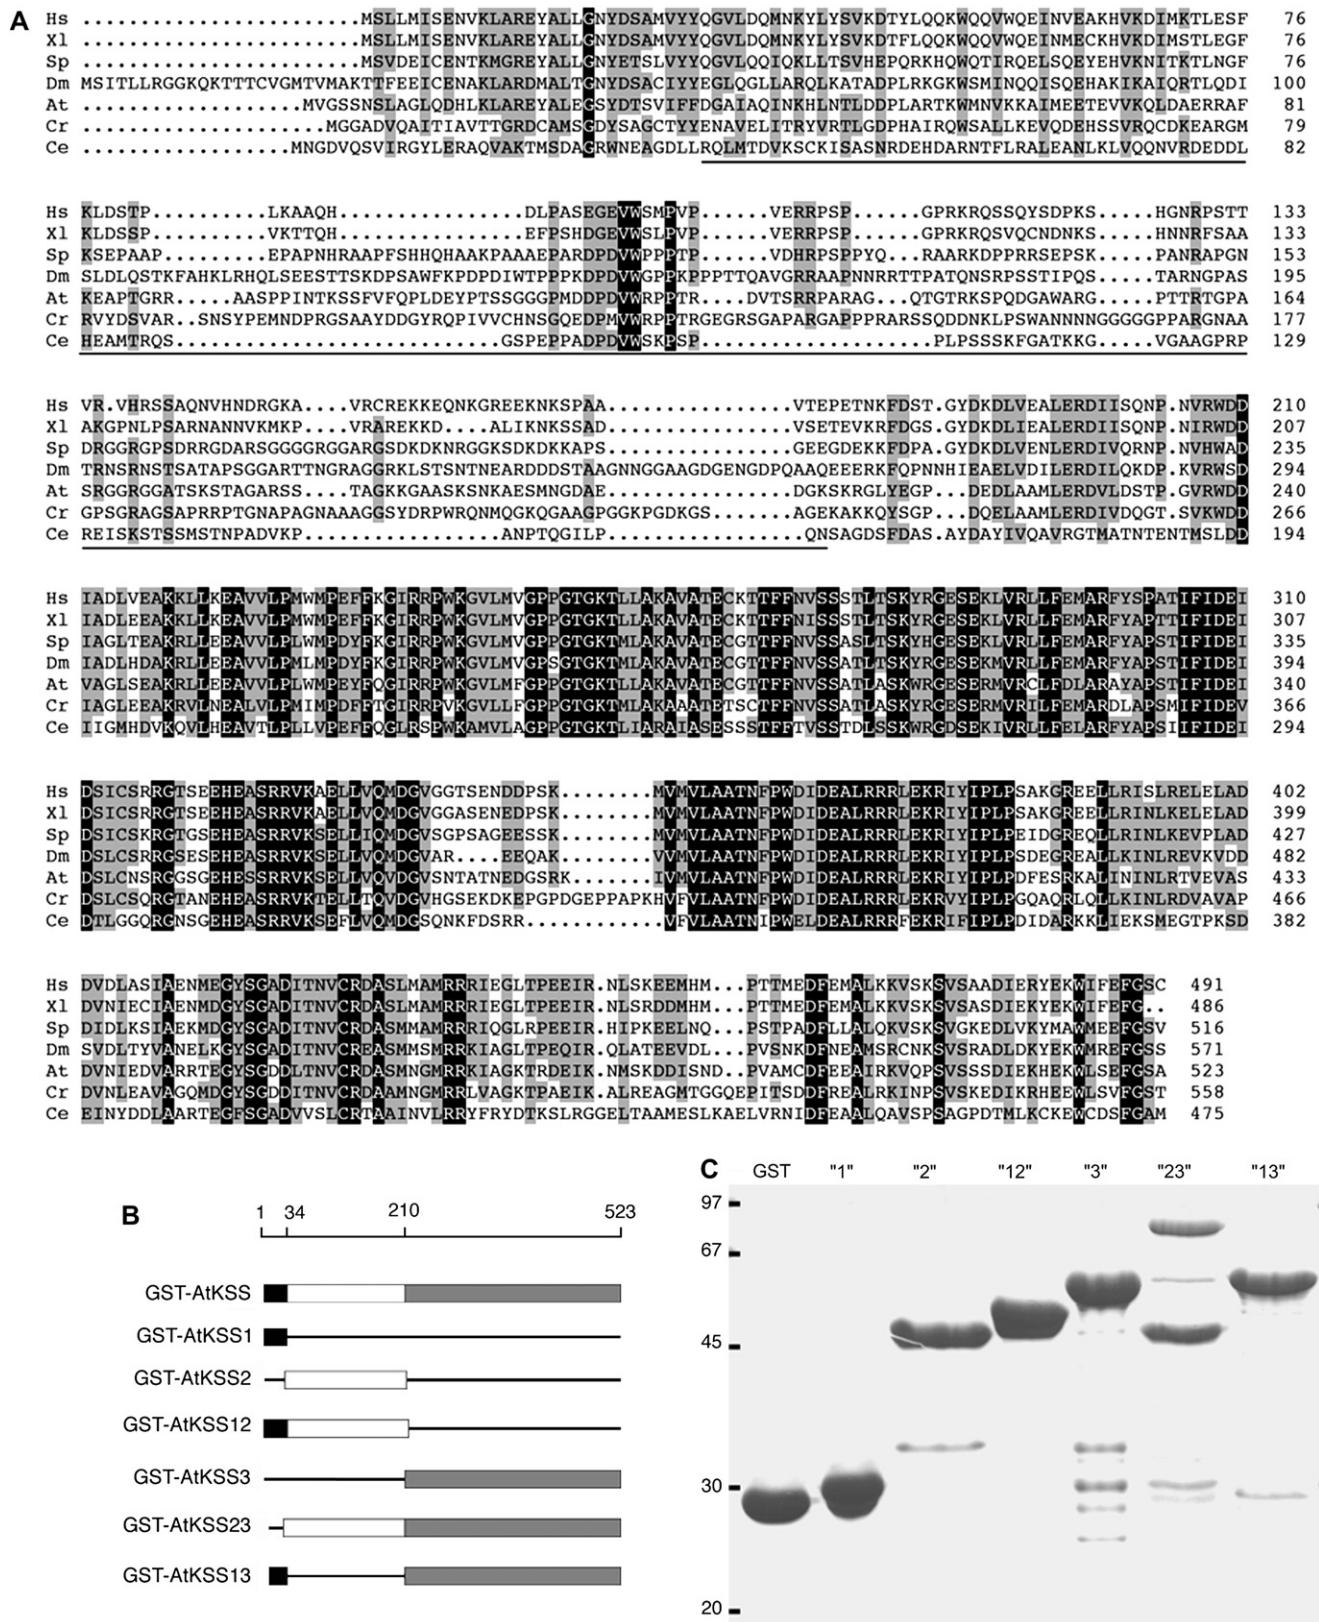 A
Hs ........................MSLLMISENVKLAREYALLGNYDSAMVYYQGVLDQMNKYLYSVKDTYLQQKWQQVWQEINVEAKHVKDIMKTLESF 76
Xl ........................MSLLMISENVKLAREYALLGNYDSAMVYYQGVLDQMNKYLYSVKDTFLQQKWQQVWQEINMECKHVKDIMSTLEGF 76
Sp ........................MSVDEICENTKMGREYALLGNYETSLVYYQGVLQQIQKLLTSVHEPQRKHQWQTIRQELSQEYEHVKNITKTLNGF 76
Dm MSITLLRGGKQKTTTTCVGMTVMAKTTFEEICENAKLARDMALTGNYDSACIYYEGLQGLLARQLKATADPLRKGKWSMINQQISQEHAKIKAIQRTLQDI 100
At ...................MVGSSNSLAGLQDHLKLAREYALEGSYDTSVIFFDGAIAQINKHLNTLDDPLARTKWMNVKKAIMEETEVVKQLDAERRAF 81
Cr .....................MGGADVQAITIAVTTGRDCAMSGDYSAGCTYYENAVELITRYVRTLGDPHAIRQWSALLKEVQDEHSSVRQCDKEARGM 79
Ce ..................MNGDVQSVIRGYLERAQVAKTMSDAGRWNEAGDLLRQLMTDVKSCKISASNRDEHDARNTFLRALEANLKLVQQNVRDEDDL 82
Hs KLDSTP..........LKAAQH................DLPASEGEVWSMPVP......VERRPSP......GPRKRQSSQYSDPKS.....HGNRPSTT 133
Xl KLDSSP..........VKTTQH................EFPSHDGEVWSLPVP......VERRPSP......GPRKRQSVQCNDNKS.....HNNRFSAA 133
Sp KSEPAAP.........EPAPNHRAAPFSHHQHAAKPAAAEPARDPDVWPPPTP......VDHRPSPPYQ...RAARKDPPRRSEPSK.....PANRAPGN 153
Dm SLDLQSTKFAHKLRHQLSEESTTSKDPSAWFKPDPDIWTPPPKDPDVWGPPKPPPTTQAVGRRAAPNNRRTTPATQNSRPSSTIPQS.....TARNGPAS 195
At KEAPTGRR.....AASPPINTKSSFVFQPLDEYPTSSGGGPMDDPDVWRPPTR....DVTSRRPARAG...QTGTRKSPQDGAWARG.....PTTRTGPA 164
Cr RVYDSVAR..SNSYPEMNDPRGSAAYDDGYRQPIVVCHNSGQEDPMVWRPPTRGEGRSGAPARGAPPPRARSSQDDNKLPSWANNNNGGGGGPPARGNAA 177
Ce HEAMTRQS............................GSPEPPADPDVWSKPSP....................PLPSSSKFGATKKG.....VGAAGPRP 129
Hs VR.VHRSSAQNVHNDRGKA....VRCREKKEQNKGREEKNKSPAA................VTEPETNKFDST.GYDKDLVEALERDIISQNP.NVRWDD 210
Xl AKGPNLPSARNANNVKMKP....VRAREKKD...ALIKNKSSAD................VSETEVKRFDGS.GYDKDLIEALERDIISQNP.NIRWDD 207
Sp DRGGRGPSDRRGDARSGGGGRGGARGSDKDKNRGGKSDKDKKAPS................GEEGDEKKFDPA.GYDKDLVENLERDIVQRNP.NVHWAD 235
Dm TRNSRNSTSATAPSGGARTTNGRAGGRKLSTSNTNEARDDDSTAAGNNGGAAGDGENGDPQAAQEEERKFQPNNHIEAELVDILERDILQKDP.KVRWSD 294
At SRGGRGGATSKSTAGARSS....TAGKKGAASKSNKAESMNGDAE................DGKSKRGLYEGP...DEDLAAMLERDVLDSTP.GVRWDD 240
Cr GPSGRAGSAPRRPTGNAPAGNAAAGGSYDRPWRQNMQGKQGAAGPGGKPGDKGS.......AGEKAKKQYSGP...DQELAAMLERDIVDQGT.SVKWDD 266
Ce REISKSTSSMSTNPADVKP.................ANPTQGILP.................QNSAGDSFDAS.AYDAYIVQAVRGTMATNTENTMSLDD 194
Hs IADLVEAKKLLKEAVVLPMWMPEFFKGIRRPWKGVLMVGPPGTGKTLLAKAVATECKTTFFNVSSSTLTSKYRGESEKLVRLLFEMARFYSPATIFIDEI 310
Xl IADLEEAKKLLKEAVVLPMWMPEFFKGIRRPWKGVLMVGPPGTGKTLLAKAVATECKTTFFNISSSTLTSKYRGESEKLVRLLFEMARFYAPTTIFIDEI 307
Sp IAGLTEAKRLLEEAVVLPLWMPDYFKGIRRPWKGVLMVGPPGTGKTMLAKAVATECGTTFFNVSSASLTSKYRGESEKLVRLLFEMARFYAPSTIFIDEI 335
Dm IADLHDAKRLLEEAVVLPMLMPDYFKGIRRPWKGVLMVGPSGTGKTMLAKAVATECGTTFFNVSSATLTSKYRGESEKMVRLLFEMARFYAPSTIFIDEI 394
At VAGLSEAKRLLEEAVVLPLWMPEYFQGIRRPWKGVLMFGPPGTGKTLLAKAVATECGTTFFNVSSATLASKWRGESERMVRCLFDLARAYAPSTIFIDEI 340
Cr IAGLEEAKRVLNEALVLPMIMPDFFTGIRRPVKGVLLFGPPGTGKTMLAKAAATETSCTFFNVSSATLASKYRGESERMVRILFEMARDLAPSMIFIDEV 366
Ce IIGMHDVKQVLHEAVTLPLLVPEFFQGLRSPWKAMVLAGPPGTGKTLIARAIASESSSTFFTVSSTDLSSKWRGDSEKIVRLLFELARFYAPSIIFIDEI 294
Hs DSICSRRGTSEEHEASRRVKAELLVQMDGVGGTSENDDPSK........MVMVLAATNFPWDIDEALRRRLEKRIYIPLPSAKGREELLRISLRELELAD 402
Xl DSICSRRGTSEEHEASRRVKAELLVQMDGVGGASENDDPSK........MVMVLAATNFPWDIDEALRRRLEKRIYIPLPSAKGREELLRINLKELELAD 399
Sp DSICSKRGTGSEHEASRRVKSELLIQMDGVSGPSAGEESSK........MVMVLAATNFPWDIDEALRRRLEKRIYIPLPEIDGREQLLRINLKEVPLAD 427
Dm DSLCSRRGSESEHEASRRVKSELLVQMDGVAR....EEQAK........VVMVLAATNFPWDIDEALRRRLEKRIYIPLPSDEGREALLKINLREVKVDD 482
At DSLCNSRGGSGEHESSRRVKSELLVQVDGVSNTATNEDGSRK.......IVMVLAATNFPWDIDEALRRRLEKRIYIPLPDFESRKALININLRTVEVAS 433
Cr DSLCSQRGTANEHEASRRVKTELLTQVDGVHGSEKDKEPGPDGEPPAPKHVFVLAATNFPWDIDEALRRRLEKRVYIPLPGQAQRLQLLKINLRDVAVAP 466
Ce DTLGGQRGNSGEHEASRRVKSEFLVQMDGSQNKFDSRR............VFVLAATNIPWELDEALRRRFEKRIFIPLPDIDARKKLIEKSMEGTPKSD 382
Hs DVDLASIAENMEGYSGADITNVCRDASLMAMRRRIEGLTPEEIR.NLSKEEMHM...PTTMEDFEMALKKVSKSVSAADIERYEKWIFEFGSC 491
Xl DVNIECIAENMDGYSGADITNVCRDASLMAMRRRIEGLTPEEIR.NLSRDDMHM...PTTMEDFEMALKKVSKSVSASDIEKYEKWIFEFG.. 486
Sp DIDLKSIAEKMDGYSGADITNVCRDASMMAMRRRIQGLRPEEIR.HIPKEELNQ...PSTPADFLLALQKVSKSVGKEDLVKYMAWMEEFGSV 516
Dm SVDLTYVANELKGYSGADITNVCREASMMSMRRKIAGLTPEQIR.QLATEEVDL...PVSNKDFNEAMSRCNKSVSRADLDKYEKWMREFGSS 571
At DVNIEDVARRTEGYSGDDLTNVCRDASMNGMRRKIAGKTRDEIK.NMSKDDISND..PVAMCDFEEAIRKVQPSVSSSDIEKHEKWLSEFGSA 523
Cr DVNLEAVAGQMDGYSGDDITNVCRDAAMNGMRRLVAGKTPAEIK.ALREAGMTGGQEPITSDDFREALRKINPSVSKEDIKRHEEWLSVFGST 558
Ce EINYDDLAARTEGFSGADVVSLCRTAAINVLRRYFRYDTKSLRGGELTAAMESLKAELVRNIDFEAALQAVSPSAGPDTMLKCKEWCDSFGAM 475
B
1 34 210 523
GST-AtKSS
GST-AtKSS1
GST-AtKSS2
GST-AtKSS12
GST-AtKSS3
GST-AtKSS23
GST-AtKSS13
C
GST "1" "2" "12" "3" "23" "13"
97
67
45
30
20